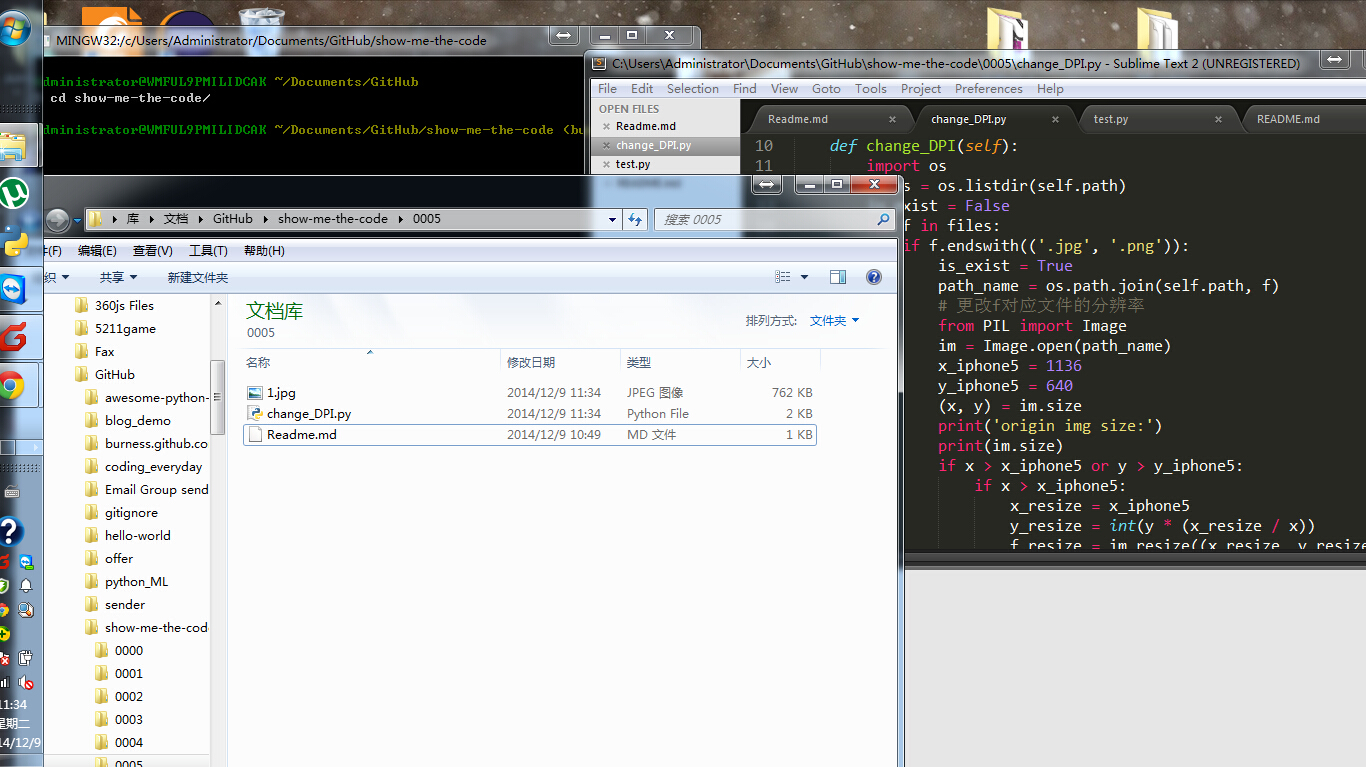 MINGW32:/c/Users/Administrator/Documents/GitHub/show-me-the-code
dministrator@WMFUL9PMILIDCAK ~/Documents/GitHub
cd show-me-the-code/
dministrator@WMFUL9PMILIDCAK ~/Documents/GitHub/show-me-the-code (bu
C:\Users\Administrator\Documents\GitHub\show-me-the-code\0005\change_DPI.py - Sublime Text 2 (UNREGISTERED)
File Edit Selection Find View Goto Tools Project Preferences Help
OPEN FILES
Readme.md
change_DPI.py
test.py
Readme.md change_DPI.py test.py README.md
10 def change_DPI(self):
11 import os
s = os.listdir(self.path)
xist = False
f in files:
if f.endswith(('.jpg', '.png')):
is_exist = True
path_name = os.path.join(self.path, f)
# 更改f对应文件的分辨率
from PIL import Image
im = Image.open(path_name)
x_iphone5 = 1136
y_iphone5 = 640
(x, y) = im.size
print('origin img size:')
print(im.size)
if x > x_iphone5 or y > y_iphone5:
if x > x_iphone5:
x_resize = x_iphone5
y_resize = int(y * (x_resize / x))
f_resize = im.resize((x_resize, y_resize
库 文档 GitHub show-me-the-code 0005
搜索 0005
(F) 编辑(E) 查看(V) 工具(T) 帮助(H)
织 共享 新建文件夹
360js Files
5211game
Fax
GitHub
awesome-python-
blog_demo
burness.github.co
coding_everyday
Email Group send
gitignore
hello-world
offer
python_ML
sender
show-me-the-cod
0000
0001
0002
0003
0004
0005
文档库
0005
排列方式: 文件夹
名称 修改日期 类型 大小
1.jpg 2014/12/9 11:34 JPEG 图像 762 KB
change_DPI.py 2014/12/9 11:34 Python File 2 KB
Readme.md 2014/12/9 10:49 MD 文件 1 KB
11:34
星期二
14/12/9